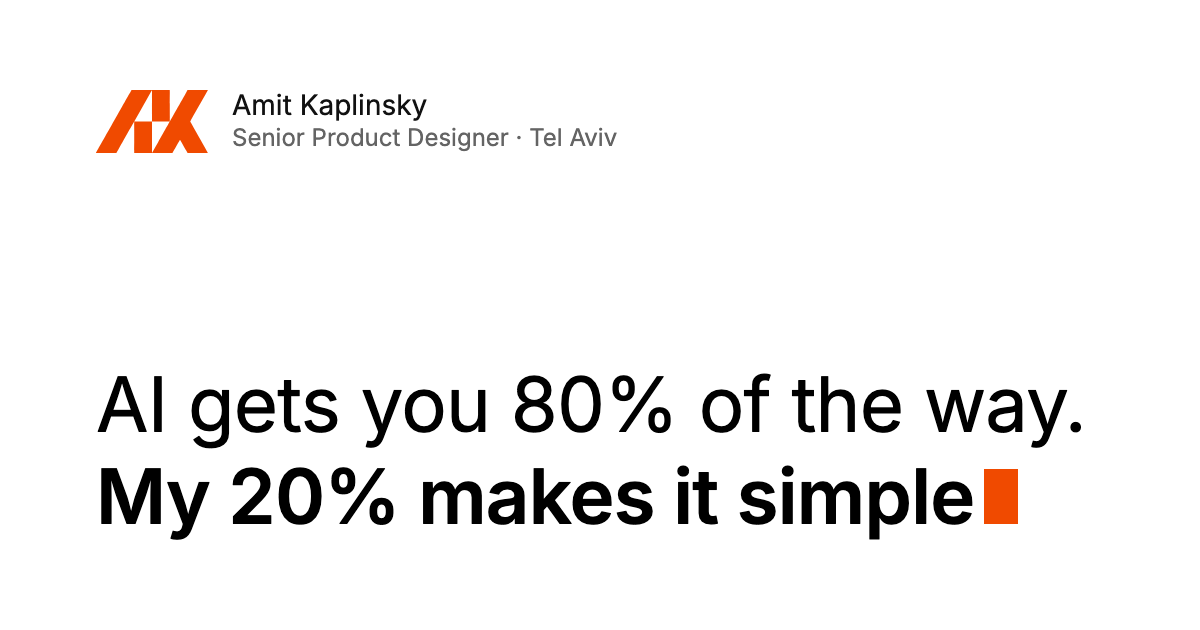 AK
Amit Kaplinsky
Senior Product Designer · Tel Aviv
AI gets you 80% of the way.
My 20% makes it simple